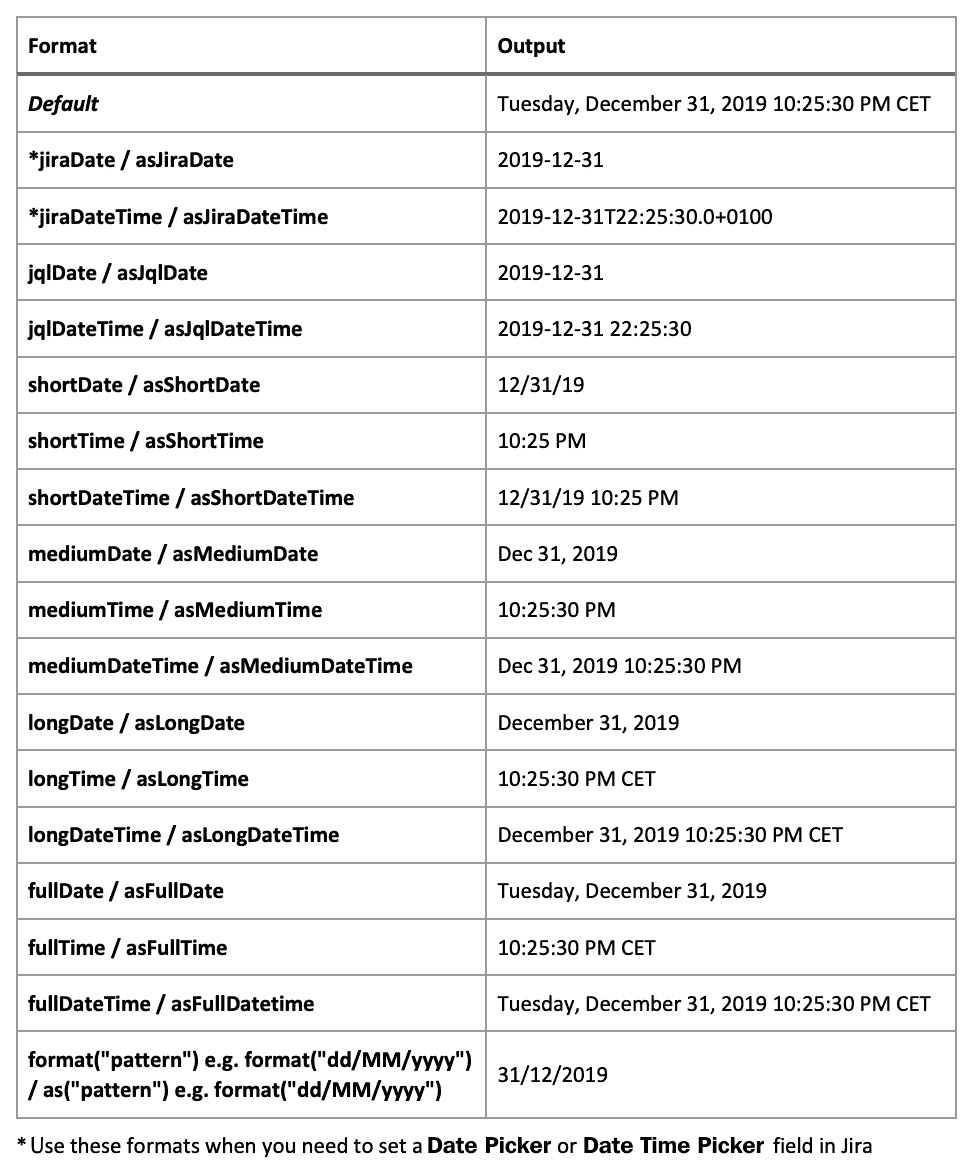 Format Output
Default Tuesday, December 31, 2019 10:25:30 PM CET
*jiraDate / asJiraDate 2019-12-31
*jiraDateTime / asJiraDateTime 2019-12-31T22:25:30.0+0100
jqlDate / asJqlDate 2019-12-31
jqlDateTime / asJqlDateTime 2019-12-31 22:25:30
shortDate / asShortDate 12/31/19
shortTime / asShortTime 10:25 PM
shortDateTime / asShortDateTime 12/31/19 10:25 PM
mediumDate / asMediumDate Dec 31, 2019
mediumTime / asMediumTime 10:25:30 PM
mediumDateTime / asMediumDateTime Dec 31, 2019 10:25:30 PM
longDate / asLongDate December 31, 2019
longTime / asLongTime 10:25:30 PM CET
longDateTime / asLongDateTime December 31, 2019 10:25:30 PM CET
fullDate / asFullDate Tuesday, December 31, 2019
fullTime / asFullTime 10:25:30 PM CET
fullDateTime / asFullDatetime Tuesday, December 31, 2019 10:25:30 PM CET
format("pattern") e.g. format("dd/MM/yyyy")
/ as("pattern") e.g. format("dd/MM/yyyy") 31/12/2019
* Use these formats when you need to set a Date Picker or Date Time Picker field in Jira